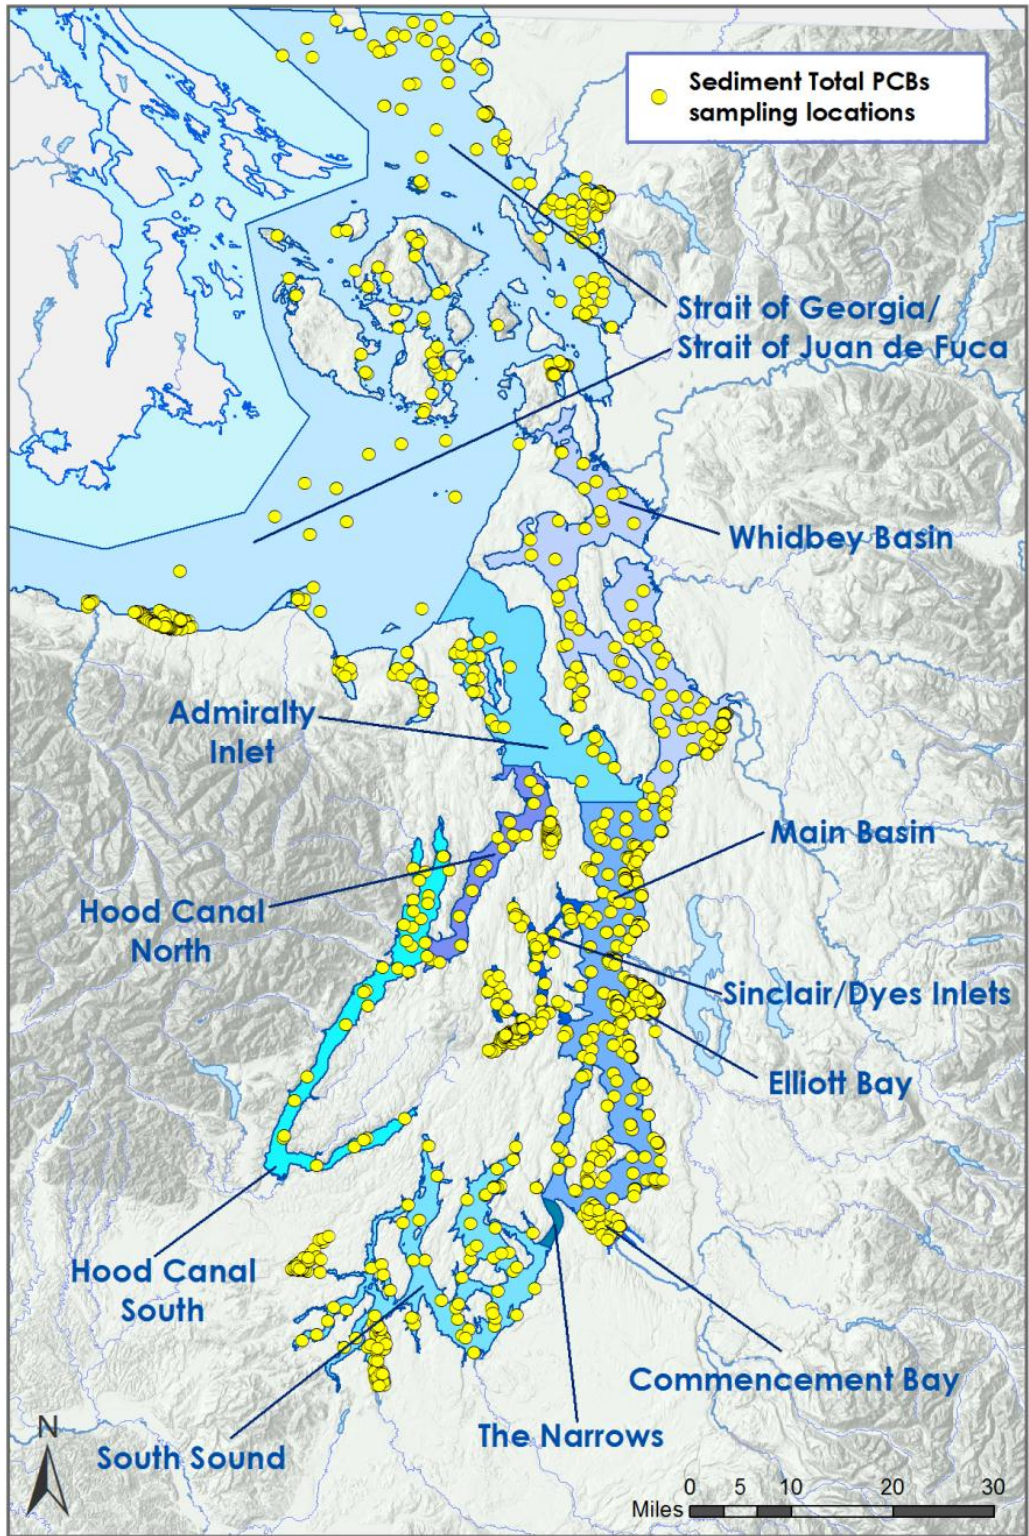 Sediment Total PCBs
sampling locations
Strait of Georgia/
Strait of Juan de Fuca
Whidbey Basin
Admiralty
Inlet
Main Basin
Hood Canal
North
Sinclair/Dyes Inlets
Elliott Bay
Hood Canal
South
Commencement Bay
The Narrows
South Sound
N
0 5 10 20 30
Miles